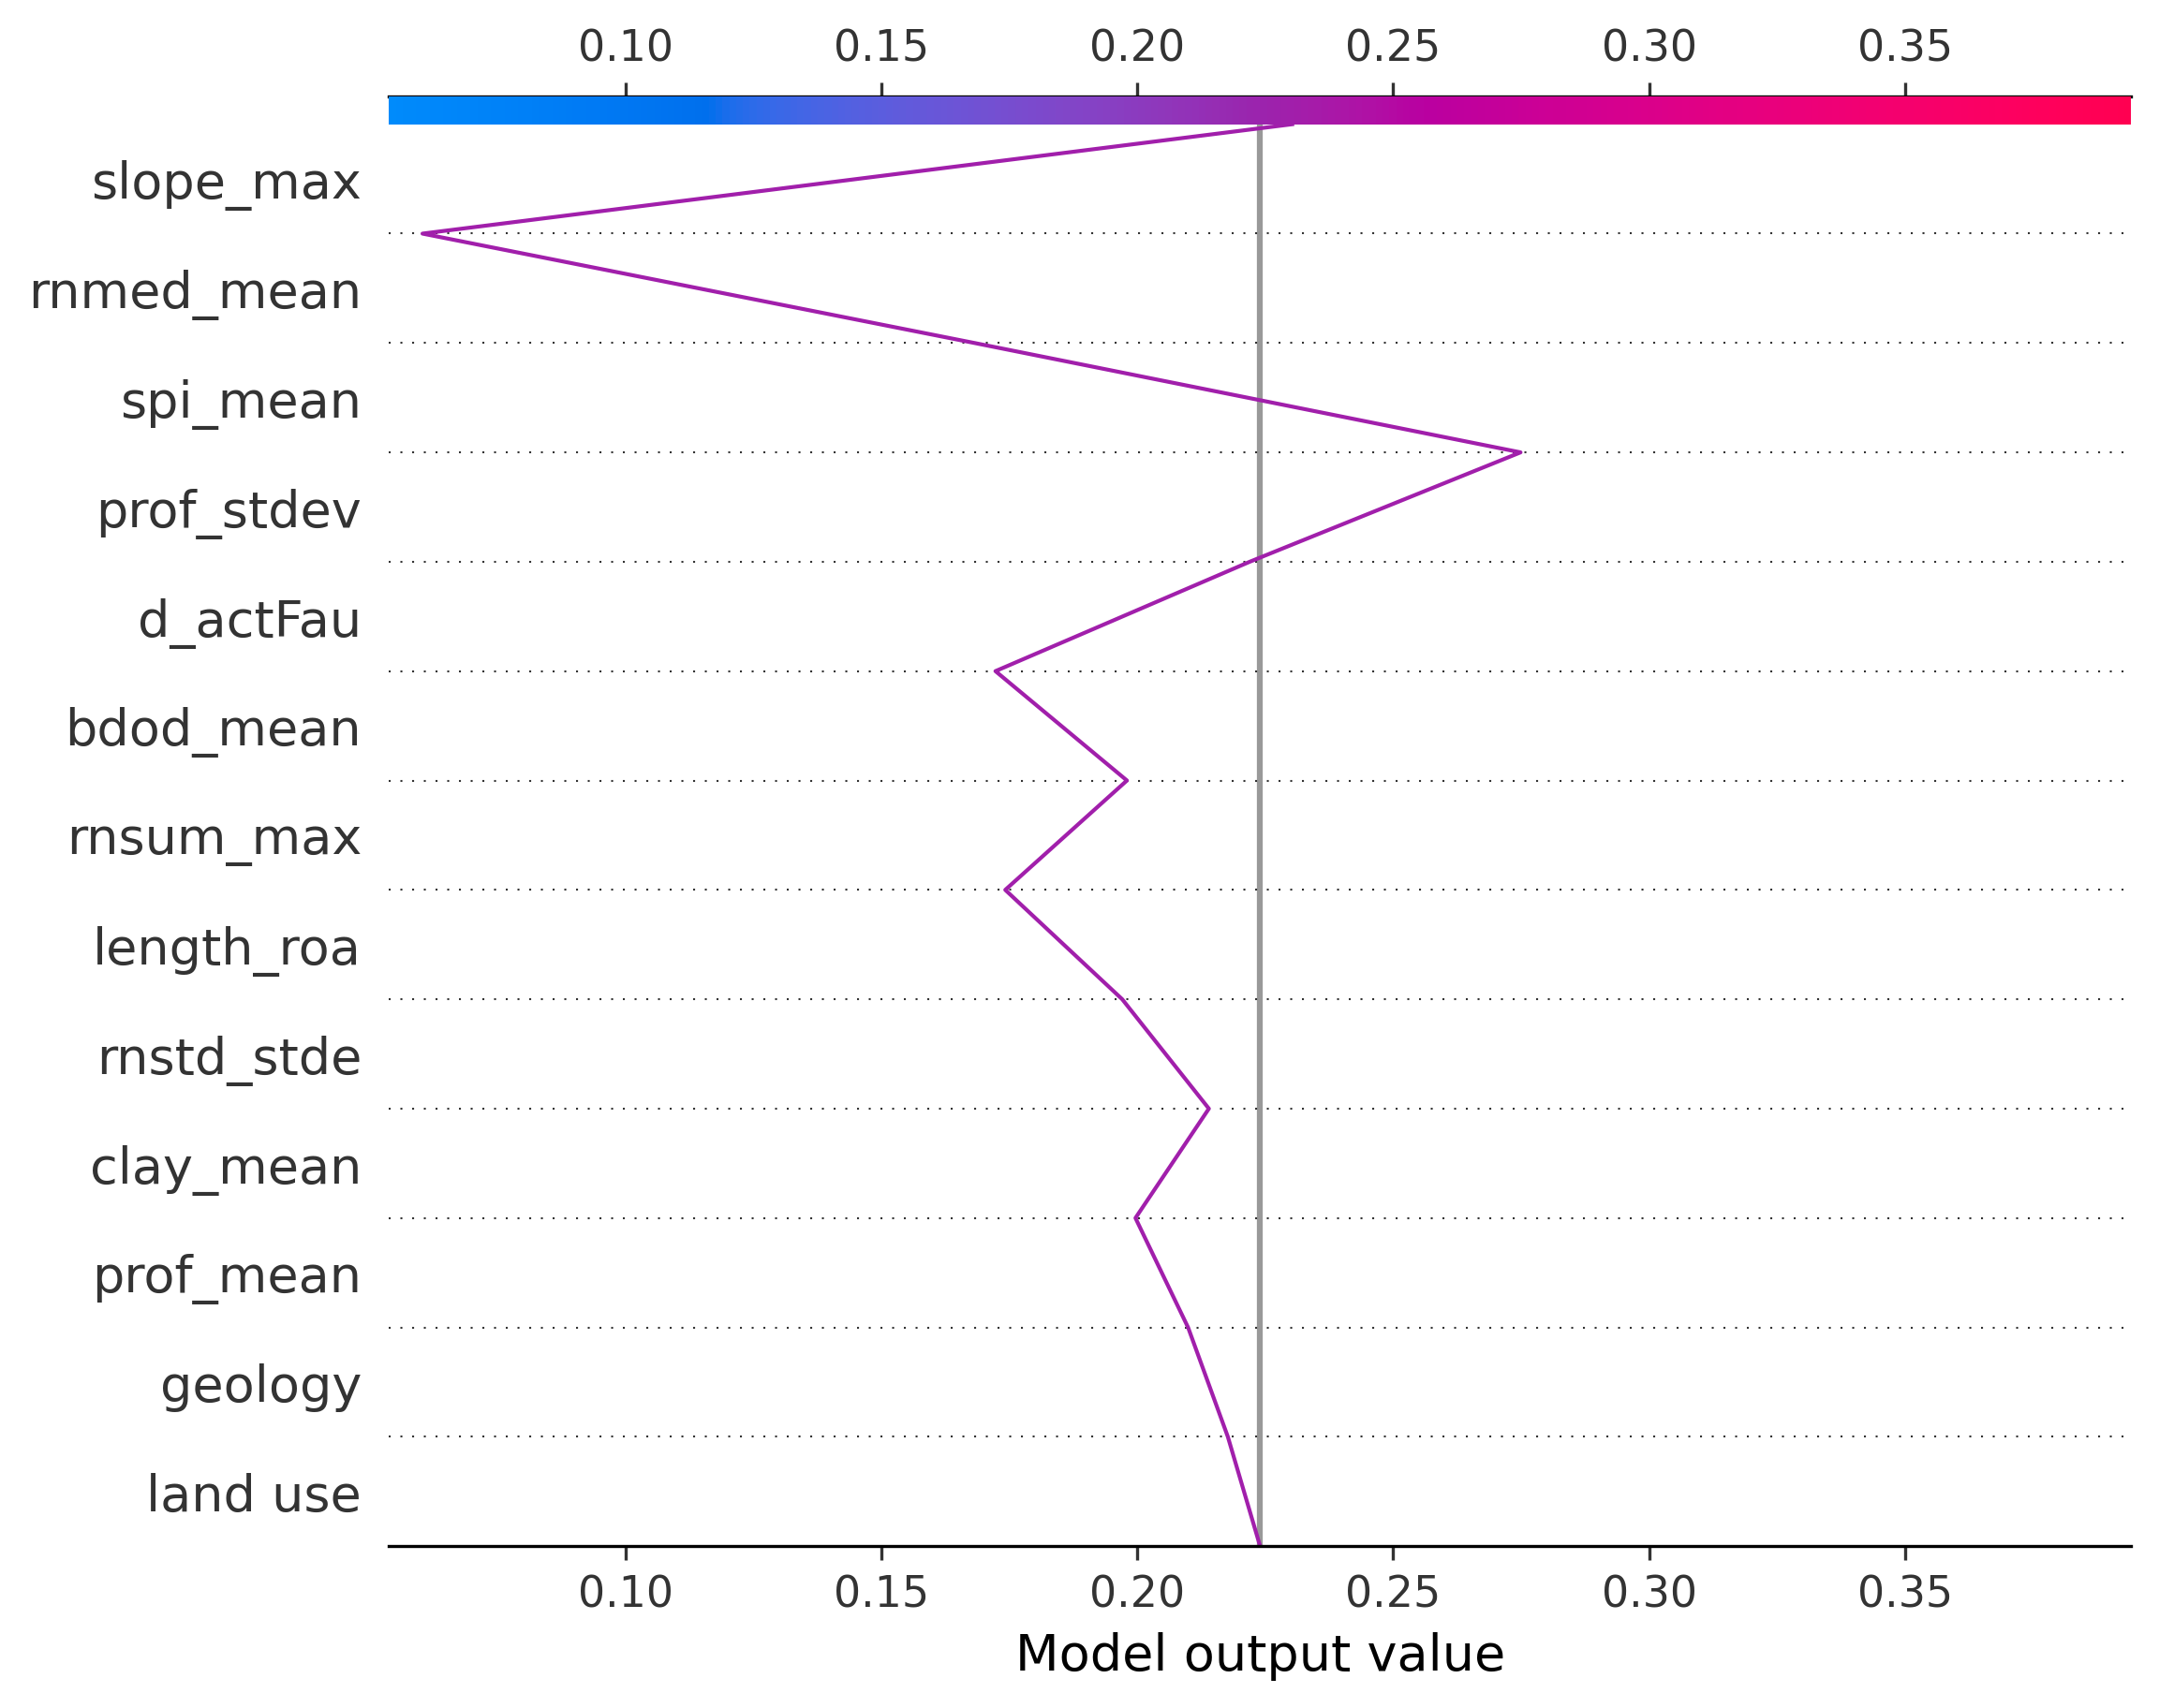 0.10 0.15 0.20 0.25 0.30 0.35
slope_max
rnmed_mean
spi_mean
prof_stdev
d_actFau
bdod_mean
rnsum_max
length_roa
rnstd_stde
clay_mean
prof_mean
geology
land use
0.10 0.15 0.20 0.25 0.30 0.35
Model output value